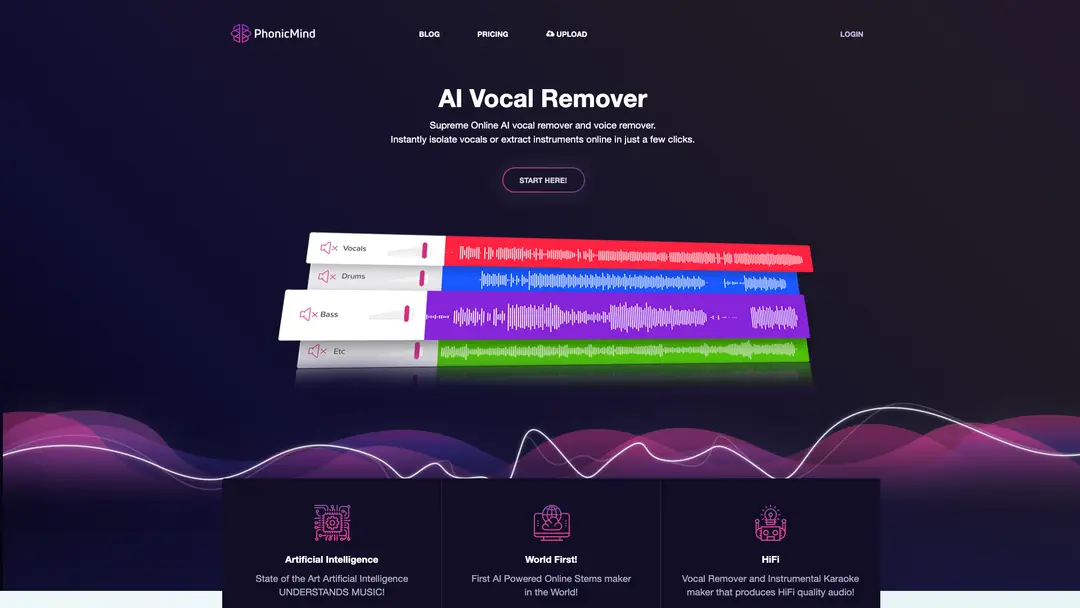 PhonicMind
BLOG
PRICING
UPLOAD
LOGIN
AI Vocal Remover
Supreme Online AI vocal remover and voice remover.
Instantly isolate vocals or extract instruments online in just a few clicks.
START HERE!
Vocals
Drums
Bass
Etc
Artificial Intelligence
State of the Art Artificial Intelligence
UNDERSTANDS MUSIC!
World First!
First AI Powered Online Stems maker
in the World!
HiFi
Vocal Remover and Instrumental Karaoke
maker that produces HiFi quality audio!